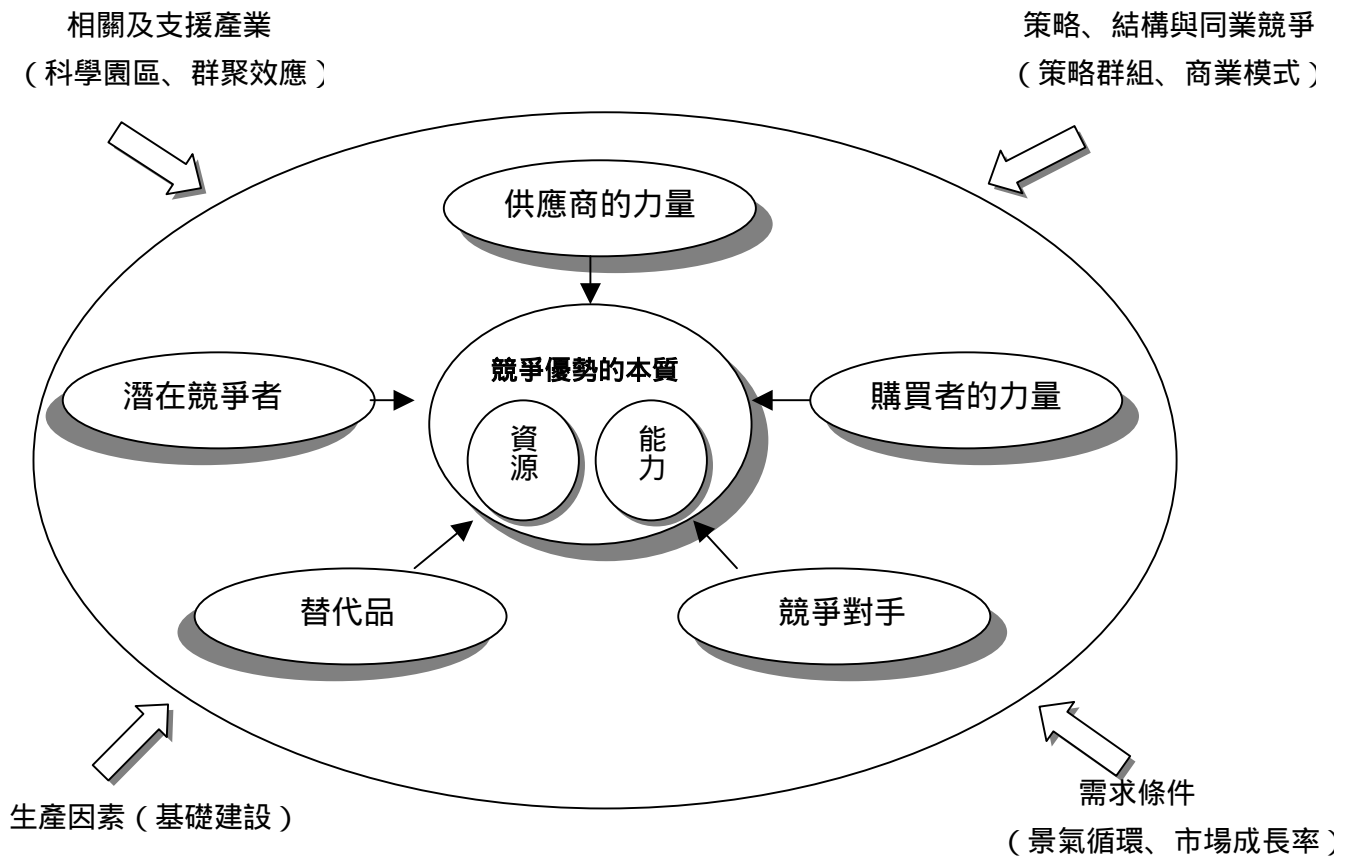 相關及支援產業
（科學園區、群聚效應）
策略、結構與同業競爭
（策略群組、商業模式）
供應商的力量
競爭優勢的本質
潛在競爭者
購買者的力量
資源
能力
替代品
競爭對手
生產因素（基礎建設）
需求條件
（景氣循環、市場成長率）